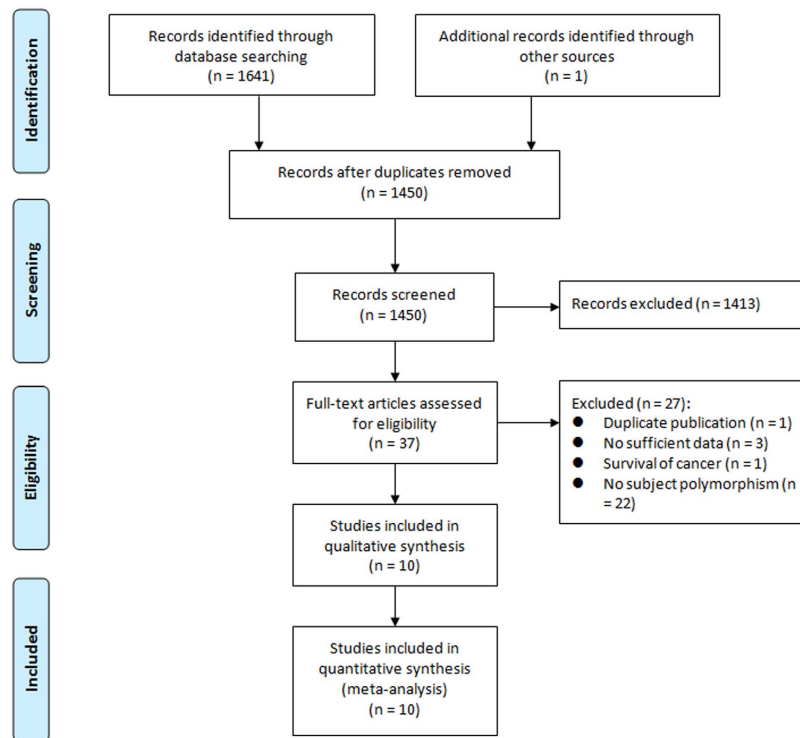 Identification
Records identified through
database searching
(n = 1641)
Additional records identified through
other sources
(n = 1)
Records after duplicates removed
(n = 1450)
Screening
Records screened
(n = 1450)
Records excluded (n = 1413)
Eligibility
Full-text articles assessed
for eligibility
n = 37)
Excluded (n = 27):
● Duplicate publication (n = 1)
● No sufficient data (n = 3)
● Survival of cancer (n = 1)
● No subject polymorphism (n
= 22)
Studies included in
qualitative synthesis
(n = 10)
Included
Studies included in
quantitative synthesis
(meta-analysis)
n = 10)